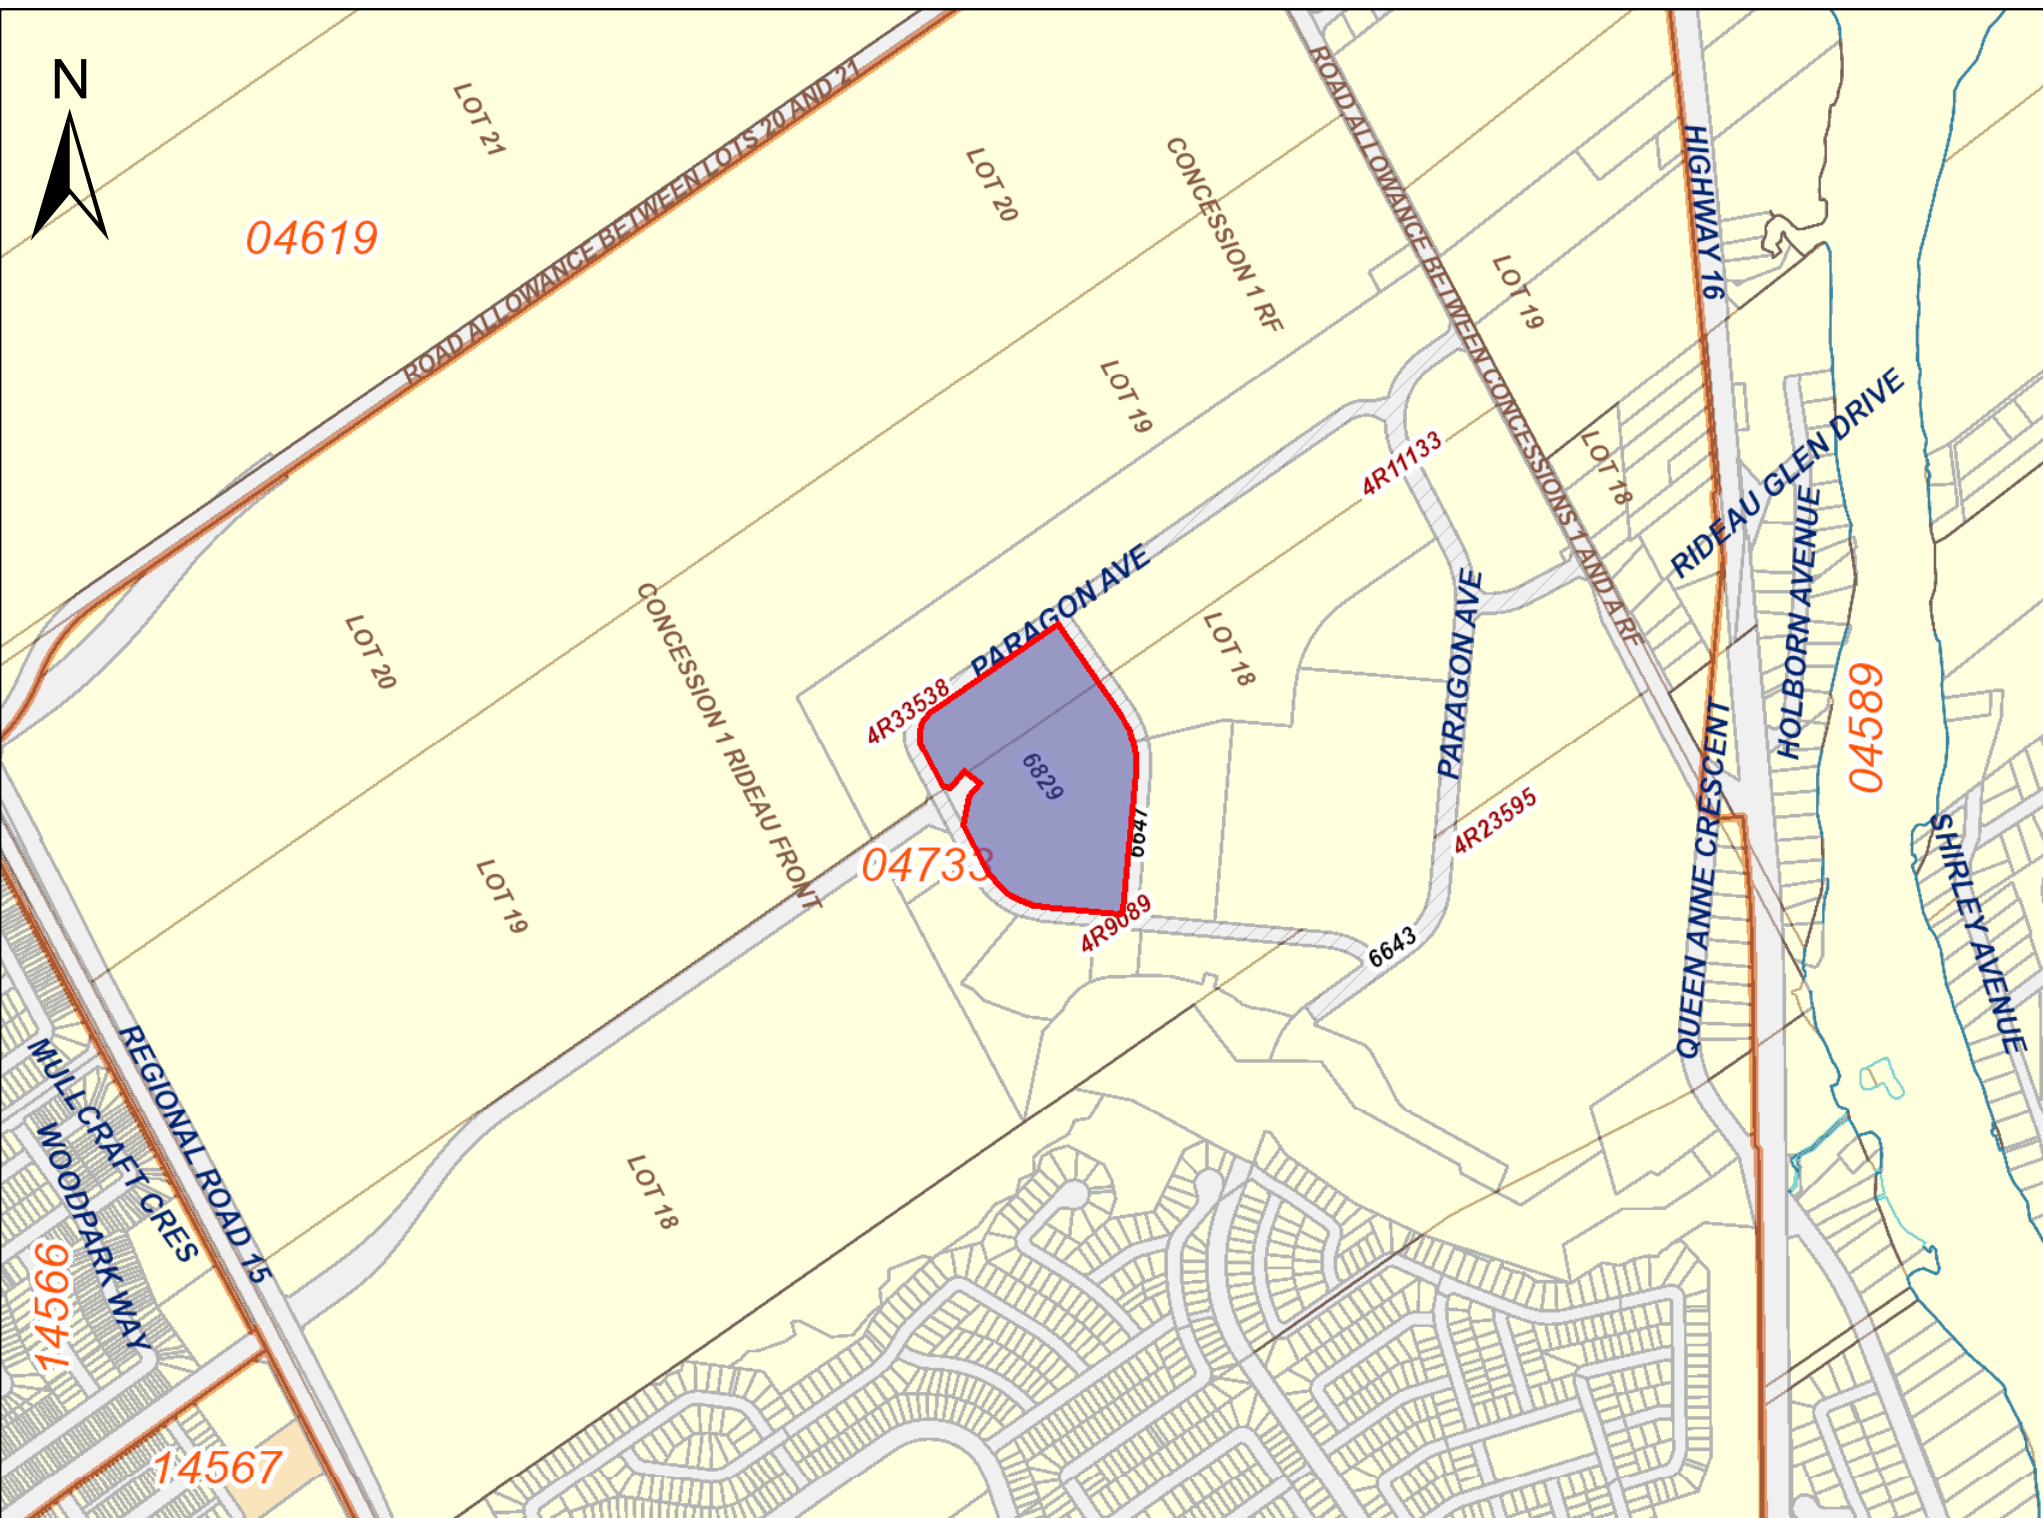 N
LOT 21
04619
ROAD ALLOWANCE BETWEEN LOTS 20 AND 21
LOT 20
CONCESSION 1 RF
ROAD ALLOWANCE BETWEEN CONCESSIONS 1 AND A RF
HIGHWAY 16
LOT 19
LOT 19
LOT 18
4R11133
RIDEAU GLEN DRIVE
HOLBORN AVENUE
PARAGON AVE
LOT 20
CONCESSION 1 RIDEAU FRONT
LOT 18
PARAGON AVE
4R33538
6829
6647
04733
4R9089
4R23595
6643
04589
QUEEN ANNE CRESCENT
SHIRLEY AVENUE
LOT 19
REGIONAL ROAD 15
MULLCRAFT CRES
WOODPARK WAY
LOT 18
14566
14567